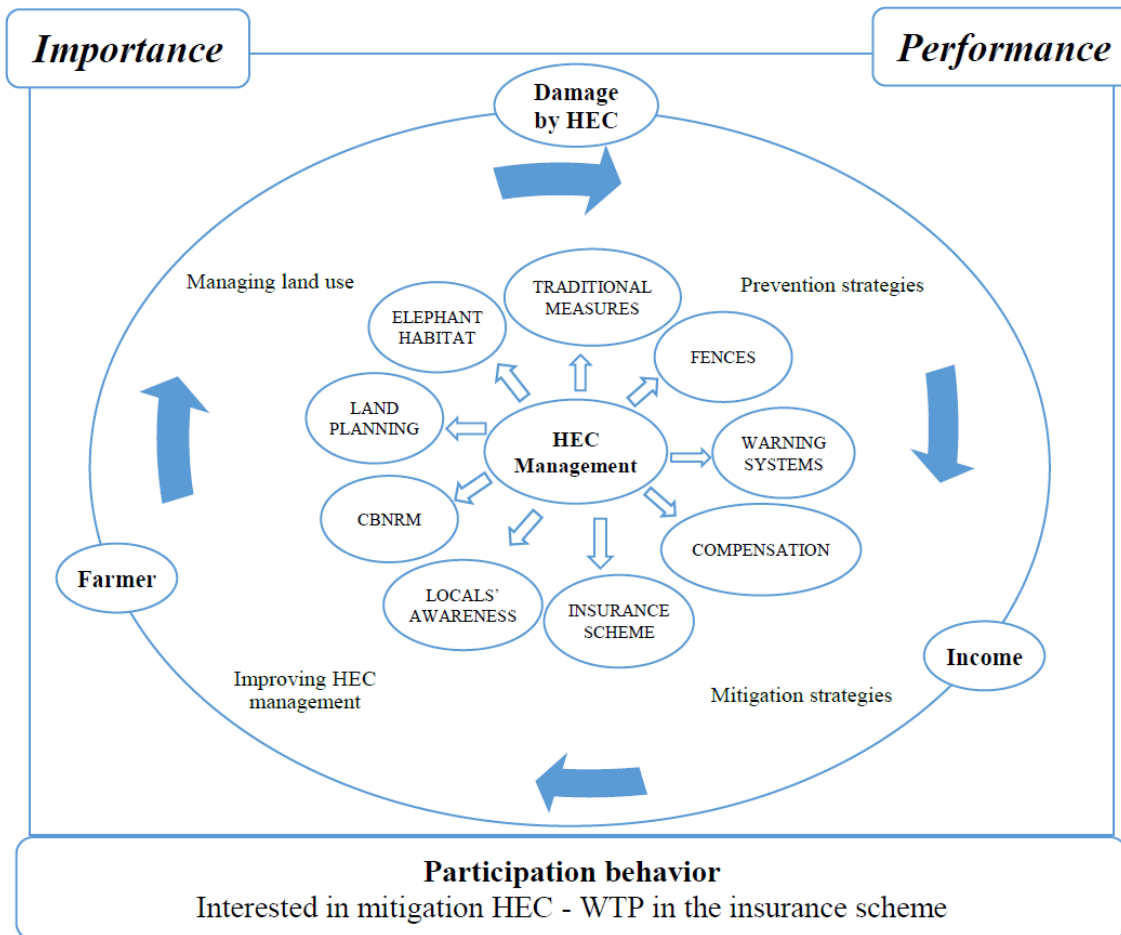 Importance
Performance
Damage
by HEC
Managing land use
Prevention strategies
TRADITIONAL
MEASURES
ELEPHANT
HABITAT
FENCES
LAND
PLANNING
HEC
Management
WARNING
SYSTEMS
CBNRM
COMPENSATION
LOCALS'
AWARENESS
INSURANCE
SCHEME
Farmer
Income
Improving HEC
management
Mitigation strategies
Participation behavior
Interested in mitigation HEC - WTP in the insurance scheme